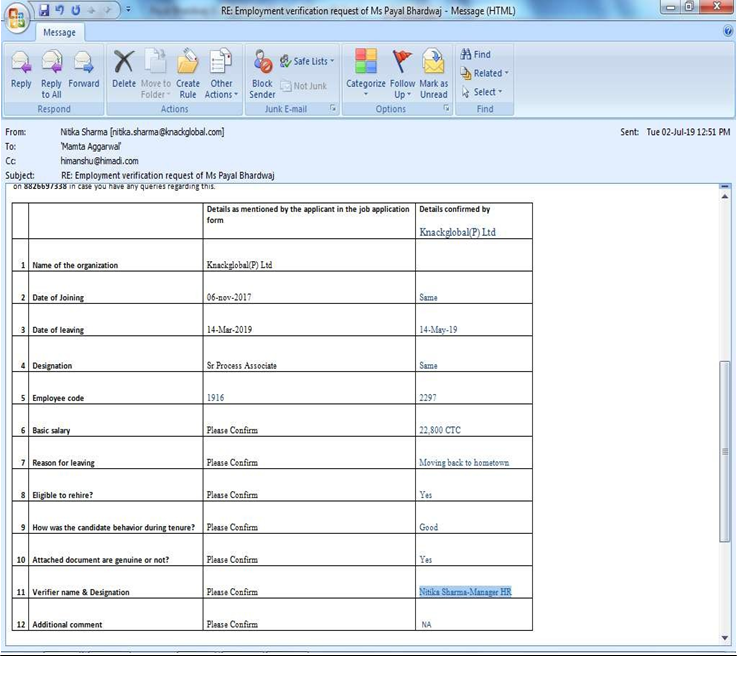 RE: Employment verification request of Ms Payal Bhardwaj - Message (HTML)
Message
Reply
Reply to All
Forward
Delete
Move to Folder
Create Rule
Other Actions
Block Sender
Safe Lists
Not Junk
Categorize
Follow Up
Mark as Unread
Find
Related
Select
Respond
Actions
Junk E-mail
Options
Find
From: Nitika Sharma [nitika.sharma@knackglobal.com] Sent: Tue 02-Jul-19 12:51 PM
To: 'Mamta Aggarwal'
Cc: himanshu@himadi.com
Subject: RE: Employment verification request of Ms Payal Bhardwaj
on 8826697338 in case you have any queries regarding this.
Details as mentioned by the applicant in the job application form
Details confirmed by
Knackglobal(P) Ltd
1 Name of the organization Knackglobal(P) Ltd
2 Date of Joining 06-nov-2017 Same
3 Date of leaving 14-Mar-2019 14-May-19
4 Designation Sr Process Associate Same
5 Employee code 1916 2297
6 Basic salary Please Confirm 22,800 CTC
7 Reason for leaving Please Confirm Moving back to hometown
8 Eligible to rehire? Please Confirm Yes
9 How was the candidate behavior during tenure? Please Confirm Good
10 Attached document are genuine or not? Please Confirm Yes
11 Verifier name & Designation Please Confirm Nitika Sharma-Manager HR
12 Additional comment Please Confirm NA